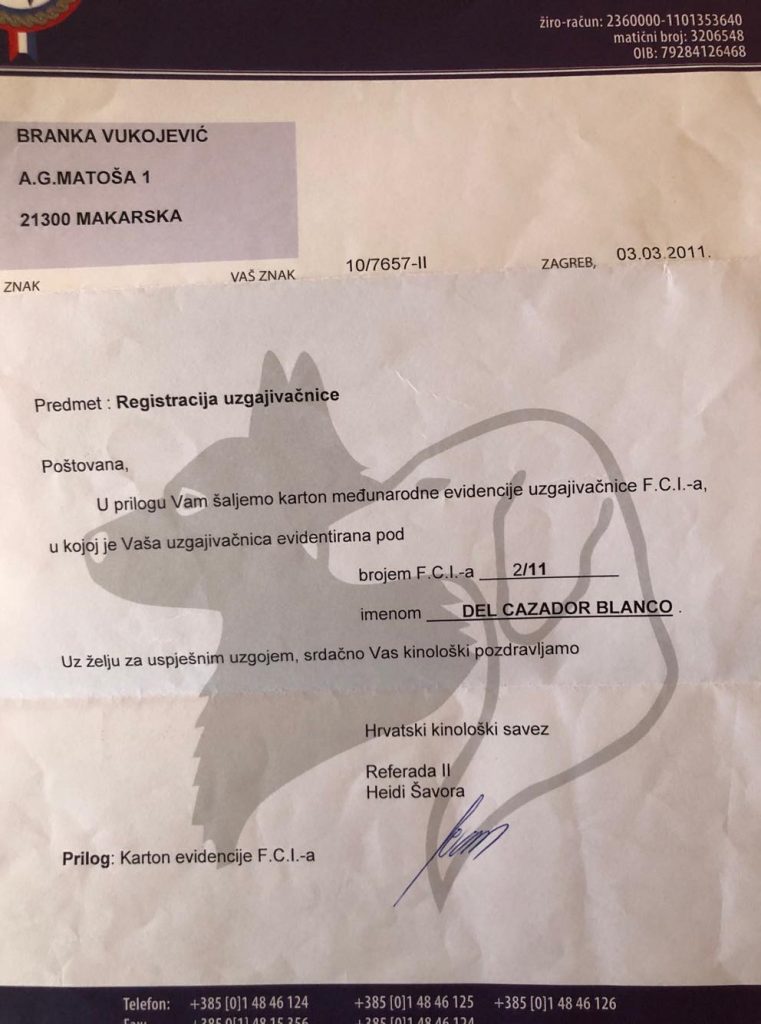 žiro-račun: 2360000-1101353640
matični broj: 3206548
OIB: 79284126468
BRANKA VUKOJEVIĆ
A.G.MATOŠA 1
21300 MAKARSKA
ZNAK VAŠ ZNAK 10/7657-II ZAGREB, 03.03.2011.
Predmet : Registracija uzgajivačnice
Poštovana,
U prilogu Vam šaljemo karton međunarodne evidencije uzgajivačnice F.C.I.-a,
u kojoj je Vaša uzgajivačnica evidentirana pod
brojem F.C.I.-a 2/11
imenom DEL CAZADOR BLANCO .
Uz želju za uspješnim uzgojem, srdačno Vas kinološki pozdravljamo
Hrvatski kinološki savez
Referada II
Heidi Šavora
Prilog: Karton evidencije F.C.I.-a
Telefon: +385 [0]1 48 46 124 +385 [0]1 48 46 125 +385 [0]1 48 46 126